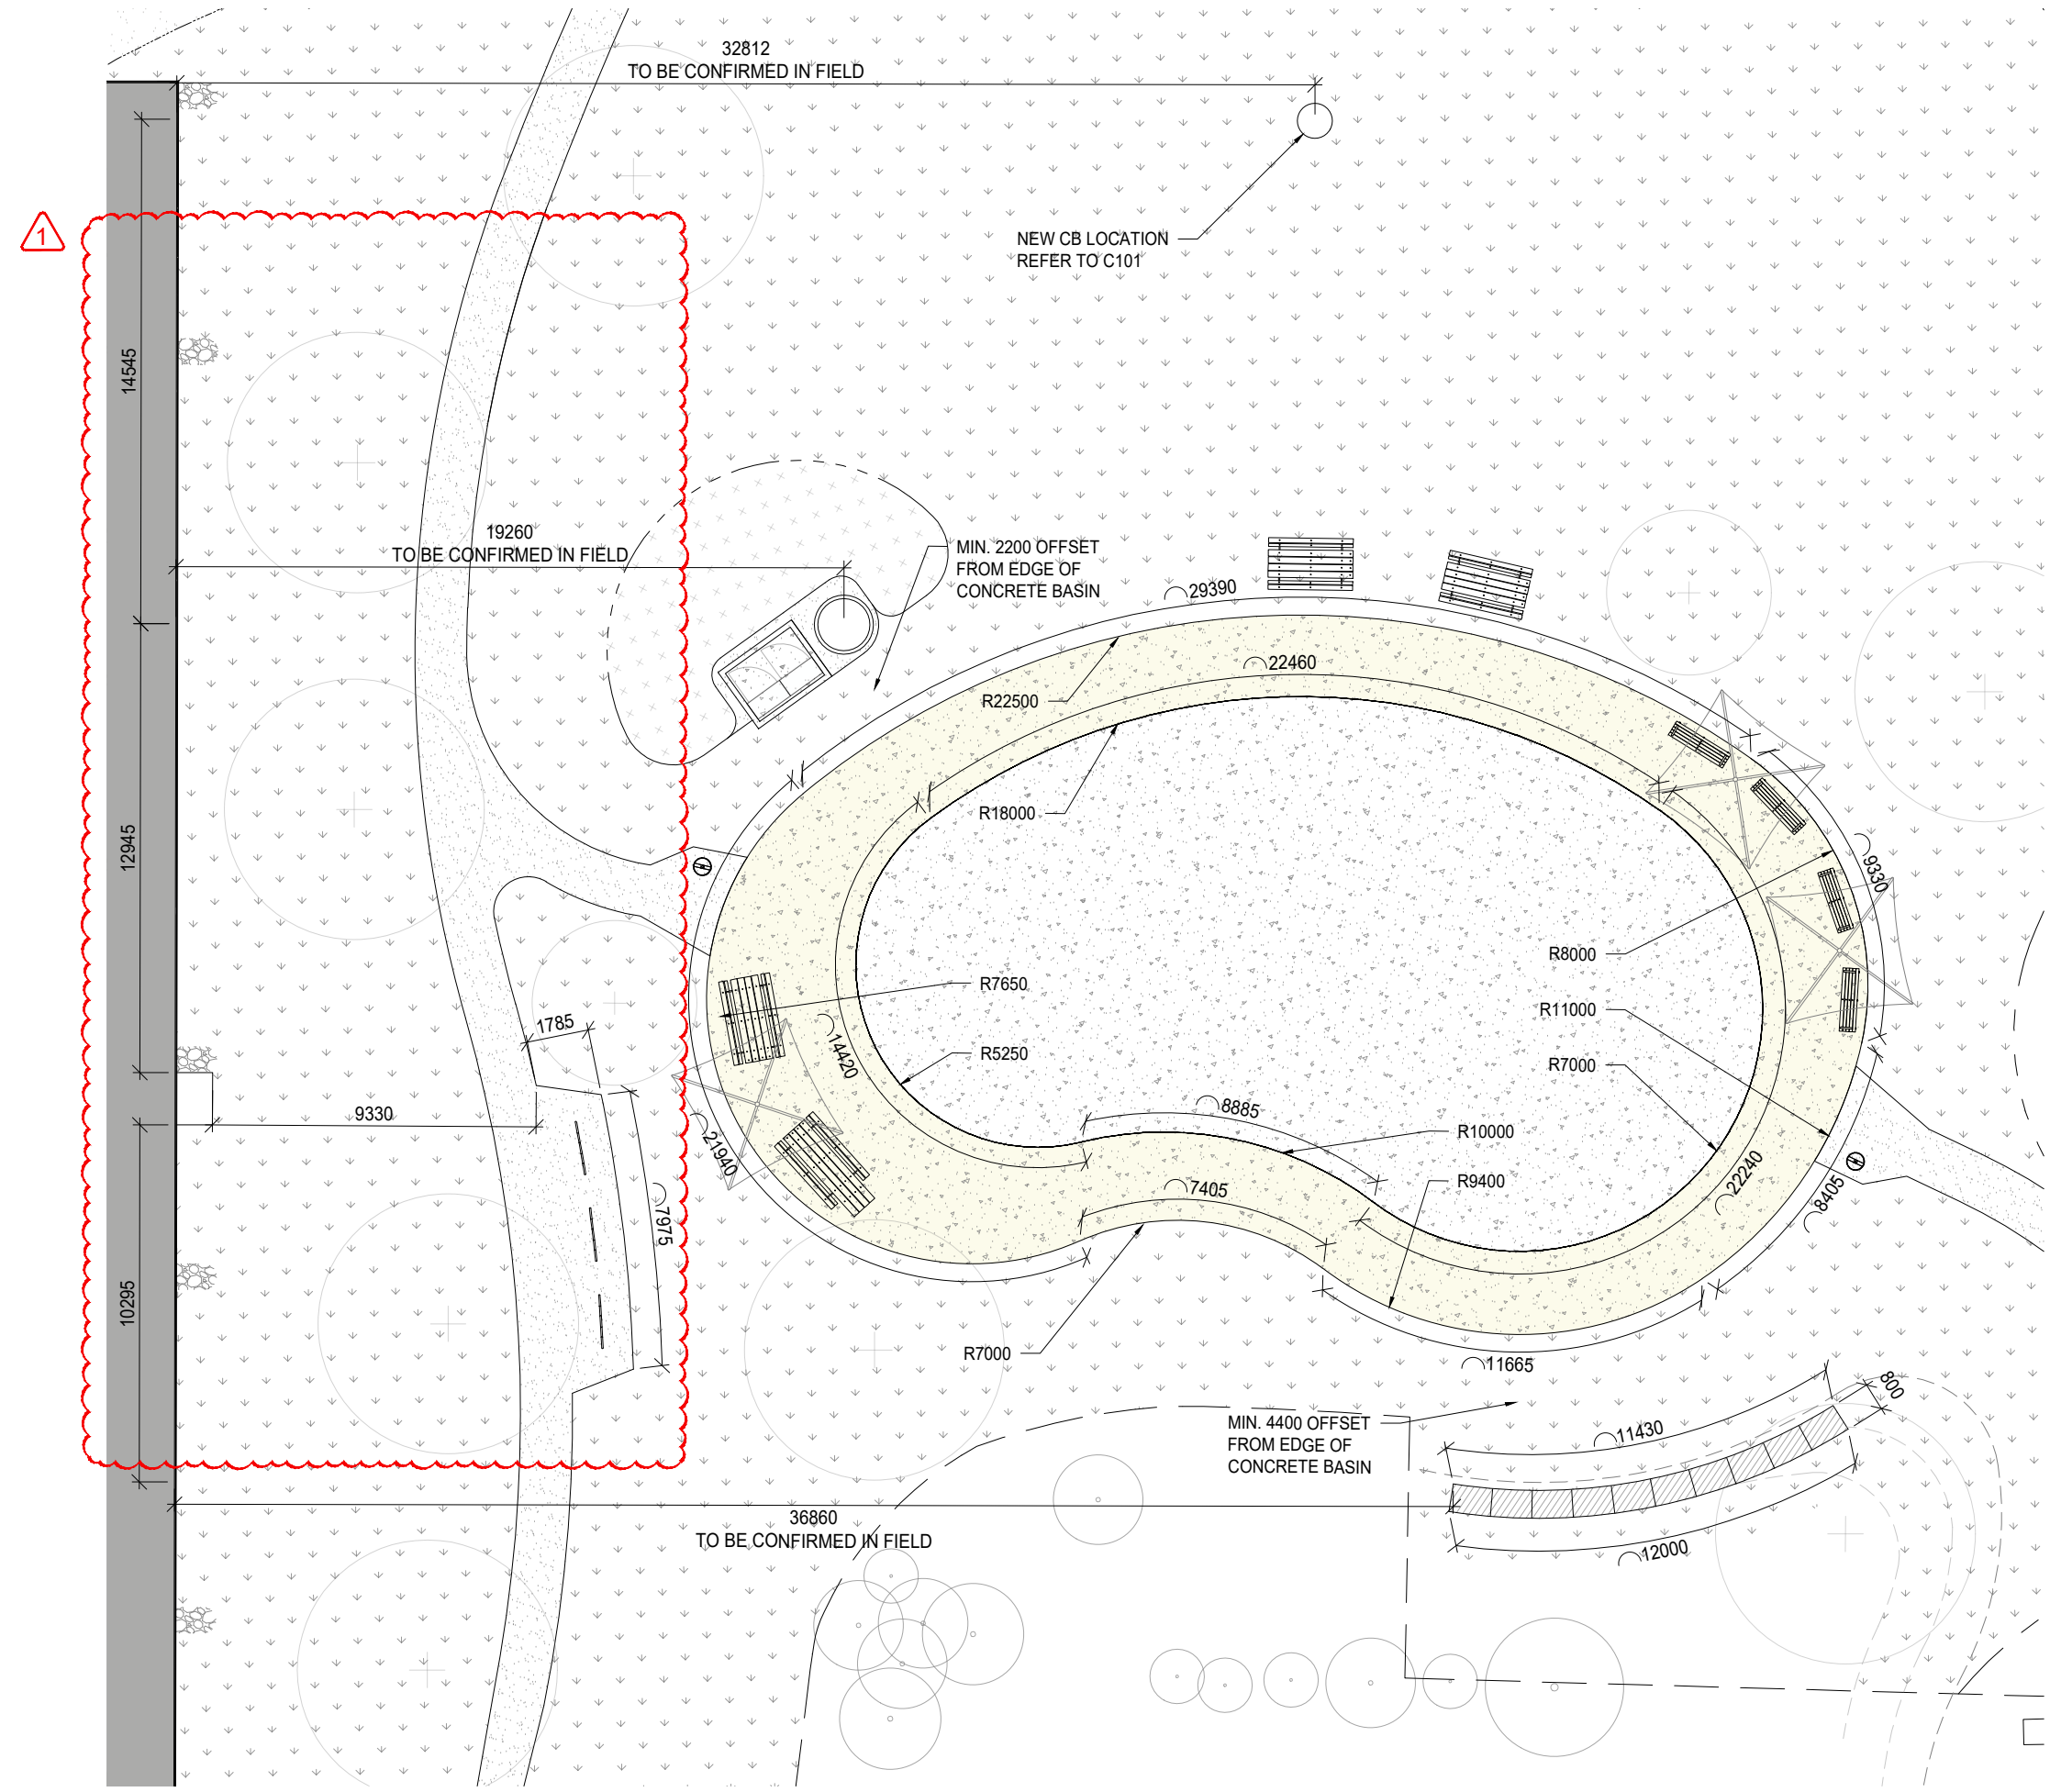 32812
TO BE CONFIRMED IN FIELD
1
NEW CB LOCATION
REFER TO C101
14545
19260
TO BE CONFIRMED IN FIELD
MIN. 2200 OFFSET
FROM EDGE OF
CONCRETE BASIN
29390
22460
R22500
R18000
12945
9330
R8000
R7650
R11000
1785
14420
R5250
R7000
9330
8885
21940
R10000
7405
R9400
22240
8405
7975
10295
R7000
11665
800
MIN. 4400 OFFSET
FROM EDGE OF
CONCRETE BASIN
11430
36860
TO BE CONFIRMED IN FIELD
12000